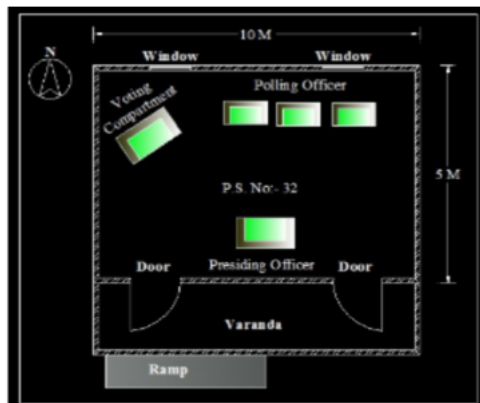 10 M
N
Window
Window
Voting
Compartment
Polling Officer
5 M
P.S. No:- 32
Door
Presiding Officer
Door
Varanda
Ramp